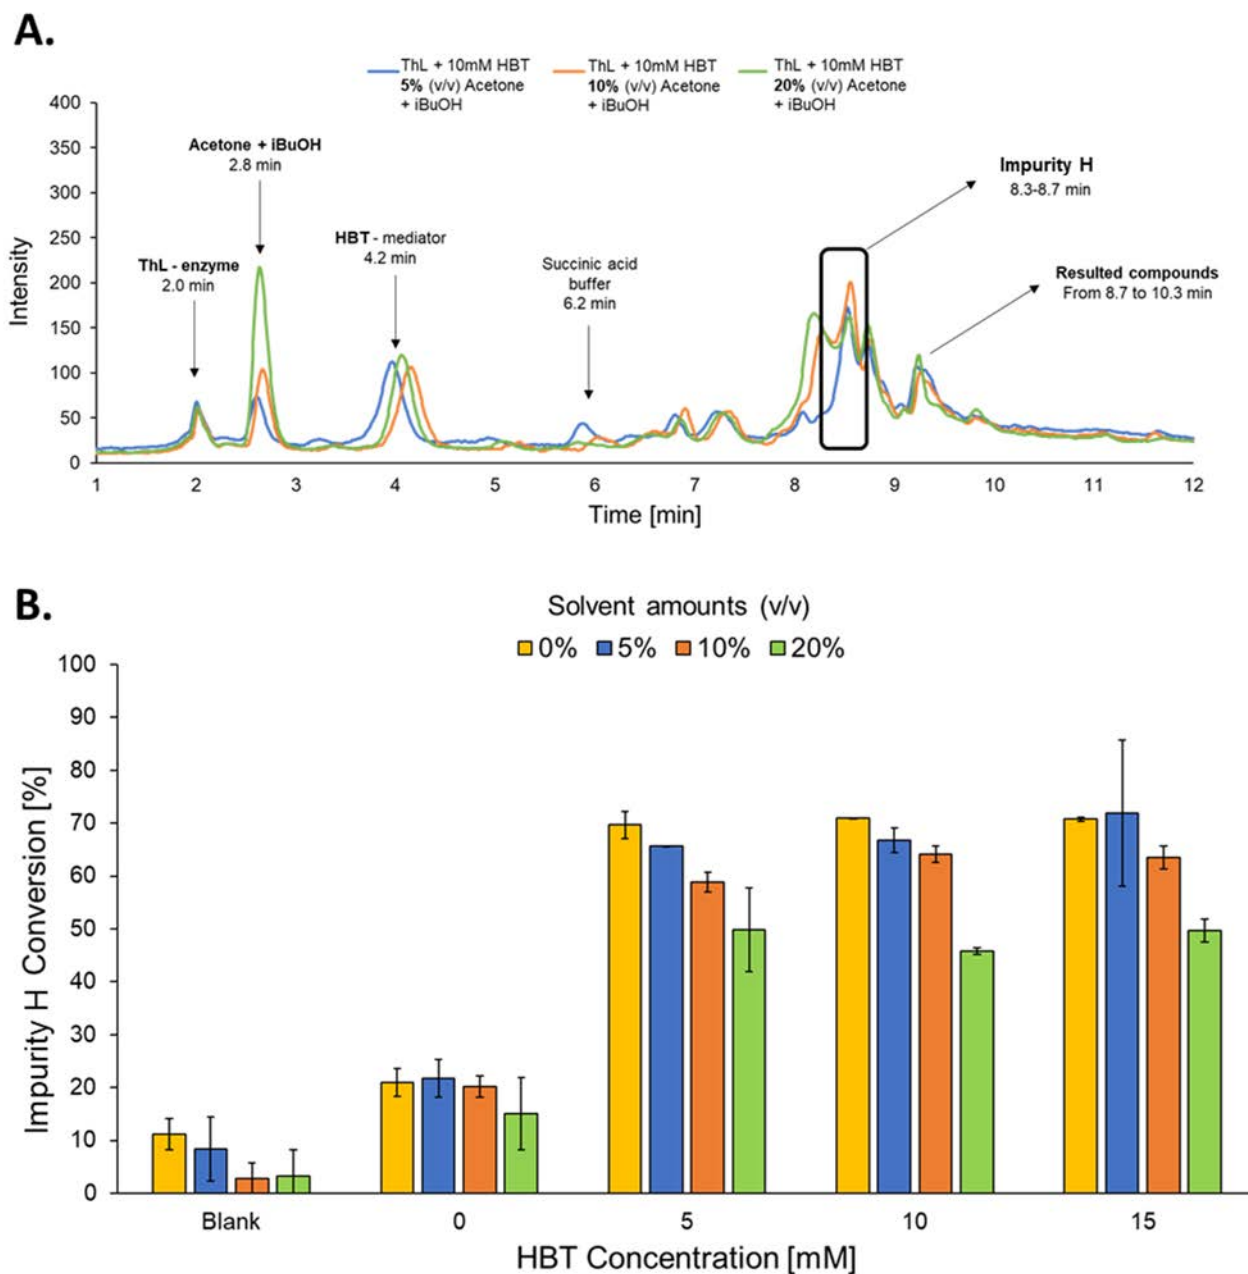 A.
ThL + 10mM HBT
5% (v/v) Acetone
+ iBuOH
ThL + 10mM HBT
10% (v/v) Acetone
+ iBuOH
ThL + 10mM HBT
20% (v/v) Acetone
+ iBuOH
400
350
300
250
200
150
100
50
0
Intensity
Acetone + iBuOH
2.8 min
ThL - enzyme
2.0 min
HBT - mediator
4.2 min
Succinic acid
buffer
6.2 min
Impurity H
8.3-8.7 min
Resulted compounds
From 8.7 to 10.3 min
1 2 3 4 5 6 7 8 9 10 11 12
Time [min]
B.
Solvent amounts (v/v)
0% 5% 10% 20%
100
90
80
70
60
50
40
30
20
10
0
Impurity H Conversion [%]
Blank 0 5 10 15
HBT Concentration [mM]